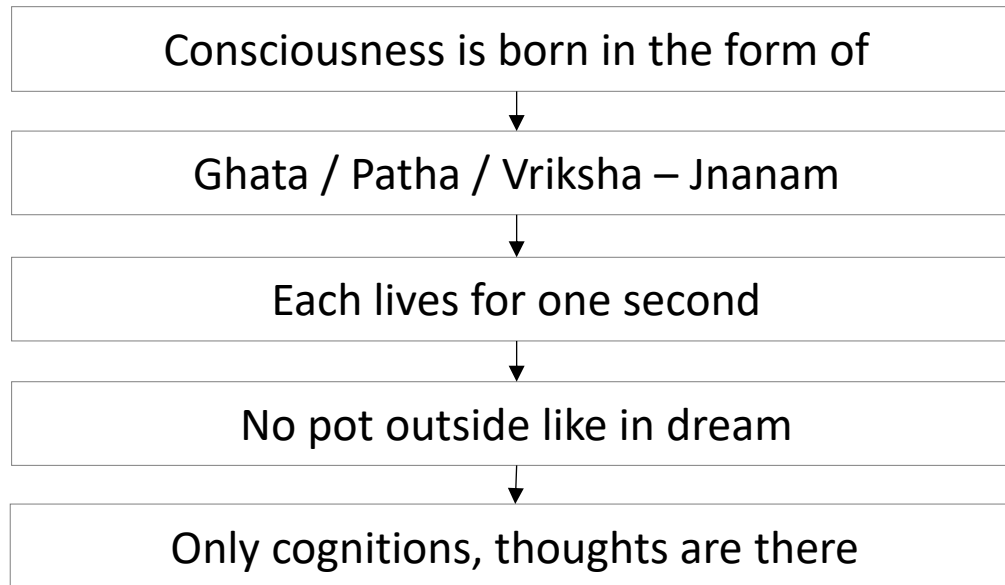 Consciousness is born in the form of
Ghata / Patha / Vriksha – Jnanam
Each lives for one second
No pot outside like in dream
Only cognitions, thoughts are there